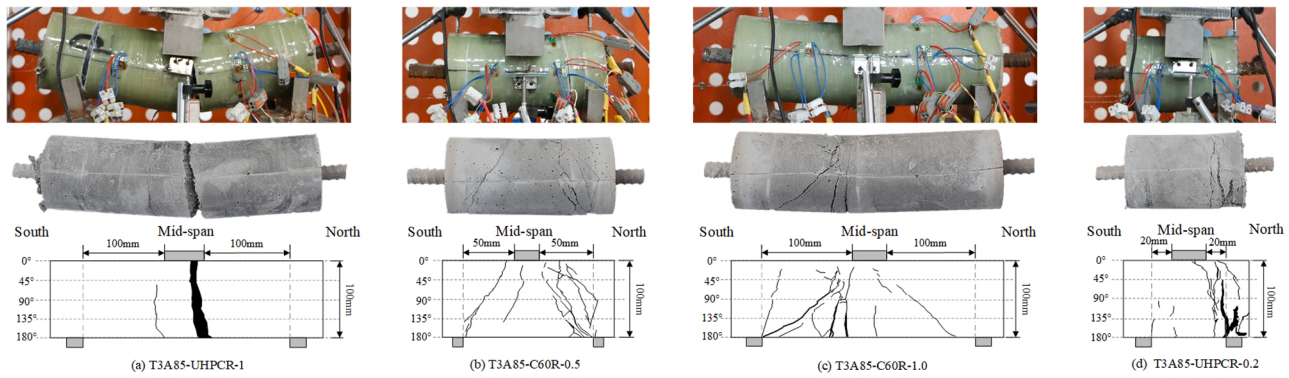 South Mid-span North
100mm 100mm
0°
45°
90°
135°
180°
100mm
(a) T3A85-UHPCR-1
South Mid-span North
50mm 50mm
0°
45°
90°
135°
180°
100mm
(b) T3A85-C60R-0.5
South Mid-span North
100mm 100mm
0°
45°
90°
135°
180°
100mm
(c) T3A85-C60R-1.0
South Mid-span North
20mm 20mm
0°
45°
90°
135°
180°
100mm
(d) T3A85-UHPCR-0.2